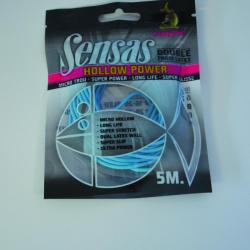 Sensas
DOUBLE
HOLLOW POWER
MICRO TROU - SUPER POWER - LONG LIFE - SUPER GLISSE
• MICRO HOLLOW
• LONG LIFE
• SUPER STRETCH
• DUAL LATEX WALL
• SUPER SLIP
• ULTRA POWER
5M.